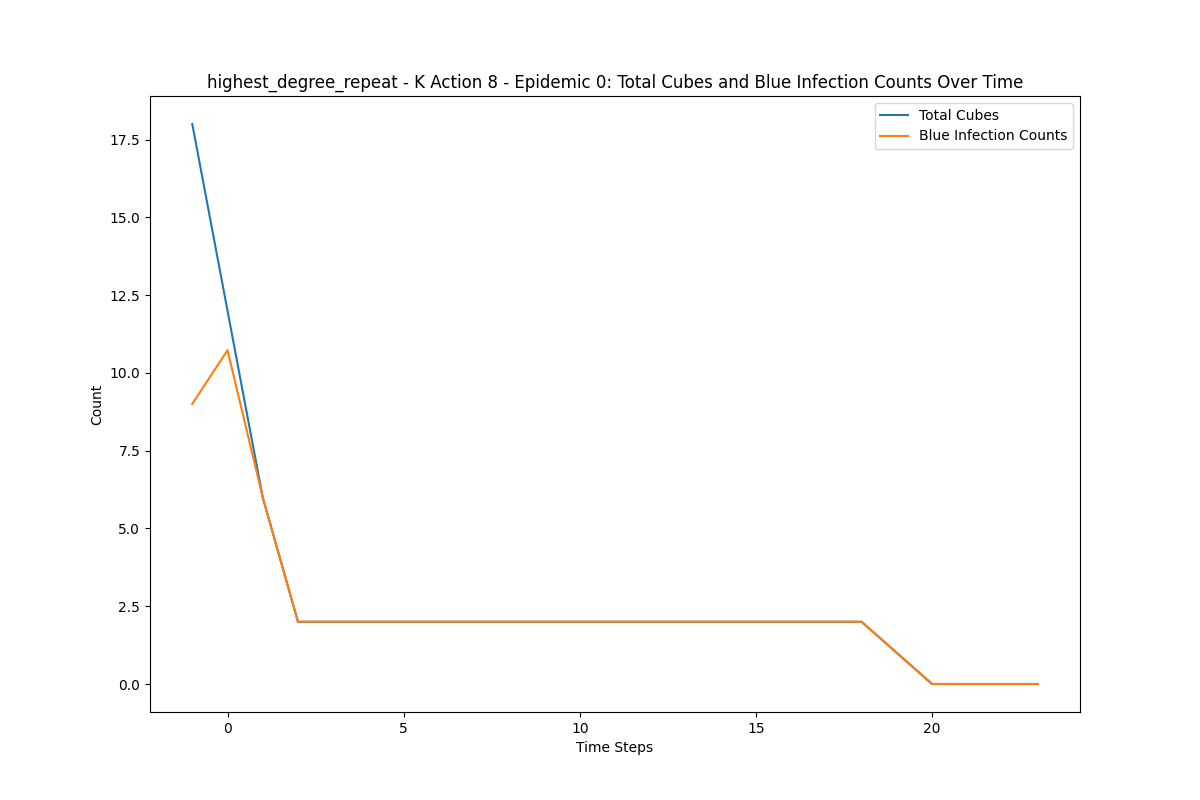 highest_degree_repeat - K Action 8 - Epidemic 0: Total Cubes and Blue Infection Counts Over Time
Total Cubes
Blue Infection Counts
17.5
15.0
12.5
10.0
7.5
5.0
2.5
0.0
Count
0 5 10 15 20
Time Steps